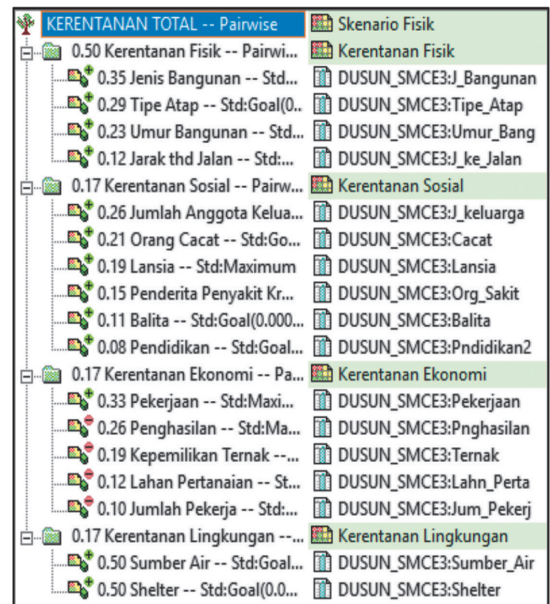 KERENTANAN TOTAL -- Pairwise Skenario Fisik
0.50 Kerentanan Fisik -- Pairwi... Kerentanan Fisik
0.35 Jenis Bangunan -- Std... DUSUN_SMCE3:J_Bangunan
0.29 Tipe Atap -- Std:Goal(0.. DUSUN_SMCE3:Tipe_Atap
0.23 Umur Bangunan -- Std... DUSUN_SMCE3:Umur_Bang
0.12 Jarak thd Jalan -- Std:... DUSUN_SMCE3:J_ke_Jalan
0.17 Kerentanan Sosial -- Pairw... Kerentanan Sosial
0.26 Jumlah Anggota Kelua... DUSUN_SMCE3:J_keluarga
0.21 Orang Cacat -- Std:Go... DUSUN_SMCE3:Cacat
0.19 Lansia -- Std:Maximum DUSUN_SMCE3:Lansia
0.15 Penderita Penyakit Kr... DUSUN_SMCE3:Org_Sakit
0.11 Balita -- Std:Goal(0.000... DUSUN_SMCE3:Balita
0.08 Pendidikan -- Std:Goal... DUSUN_SMCE3:Pndidikan2
0.17 Kerentanan Ekonomi -- Pa... Kerentanan Ekonomi
0.33 Pekerjaan -- Std:Maxi... DUSUN_SMCE3:Pekerjaan
0.26 Penghasilan -- Std:Ma... DUSUN_SMCE3:Pnghasilan
0.19 Kepemilikan Ternak --... DUSUN_SMCE3:Ternak
0.12 Lahan Pertanaian -- St... DUSUN_SMCE3:Lahn_Perta
0.10 Jumlah Pekerja -- Std:... DUSUN_SMCE3:Jum_Pekerj
0.17 Kerentanan Lingkungan --... Kerentanan Lingkungan
0.50 Sumber Air -- Std:Goal... DUSUN_SMCE3:Sumber_Air
0.50 Shelter -- Std:Goal(0.0... DUSUN_SMCE3:Shelter